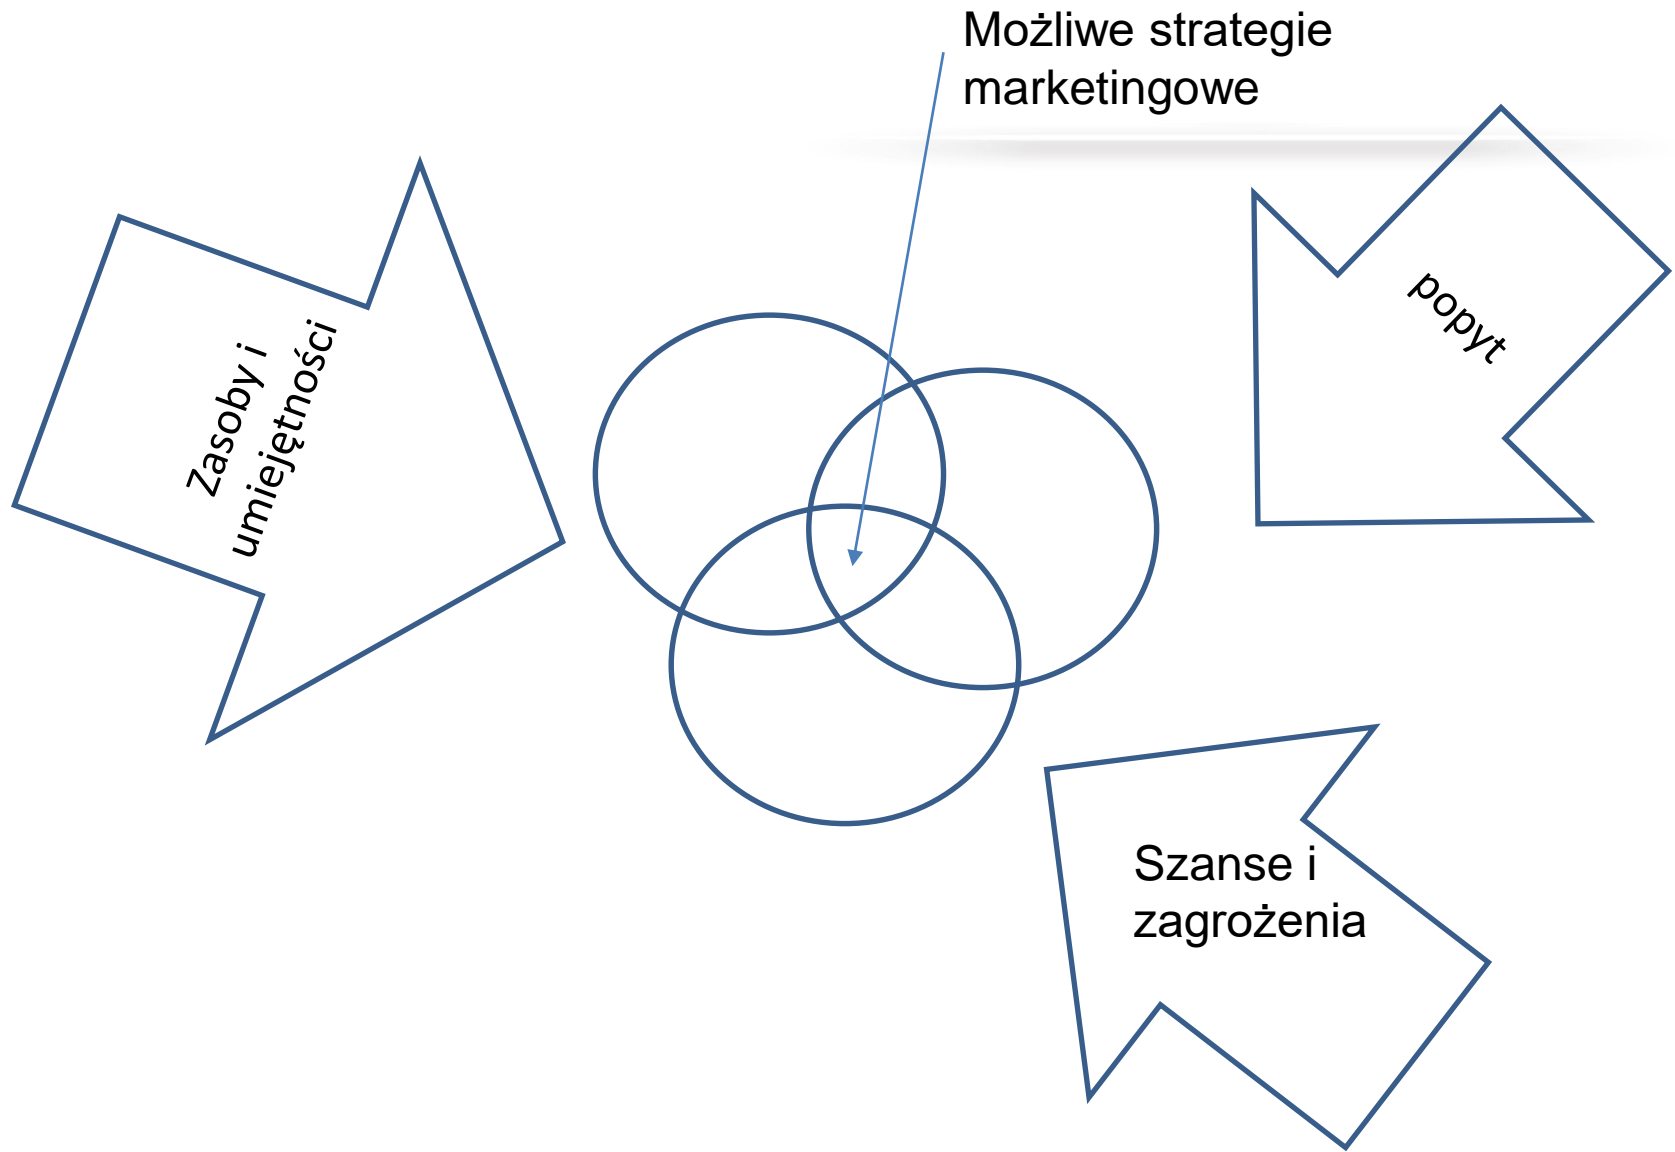 Możliwe strategie
marketingowe
Zasoby i
umiejętności
popyt
Szanse i
zagrożenia